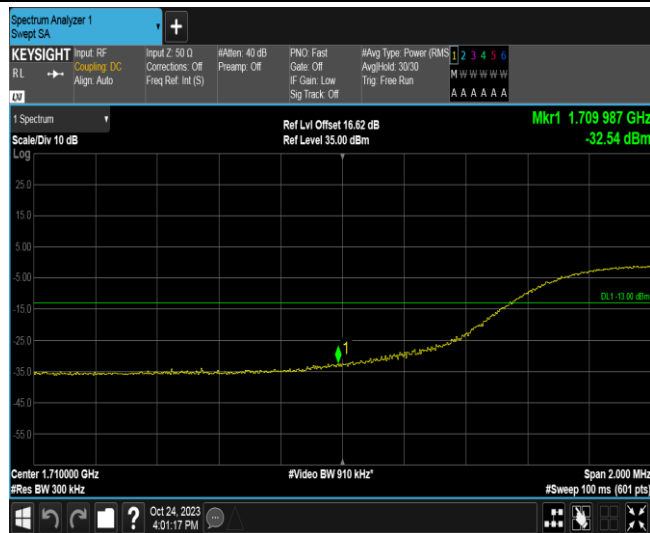 Spectrum Analyzer 1
Swept SA
+
KEYSIGHT
RL
LXI
Input: RF
Coupling: DC
Align: Auto
Input Z: 50 Ω
Corrections: Off
Freq Ref: Int (S)
#Atten: 40 dB
Preamp: Off
PNO: Fast
Gate: Off
IF Gain: Low
Sig Track: Off
#Avg Type: Power (RMS
Avg|Hold: 30/30
Trig: Free Run
1 2 3 4 5 6
M W W W W W
A A A A A A
1 Spectrum
Scale/Div 10 dB
Log
Ref Lvl Offset 16.62 dB
Ref Level 35.00 dBm
Mkr1 1.709 987 GHz
-32.54 dBm
25.0
15.0
5.00
-5.00
-15.0
-25.0
-35.0
-45.0
-55.0
DL1 -13.00 dBm
1
Center 1.710000 GHz
#Res BW 300 kHz
#Video BW 910 kHz*
Span 2.000 MHz
#Sweep 100 ms (601 pts)
?
Oct 24, 2023
4:01:17 PM